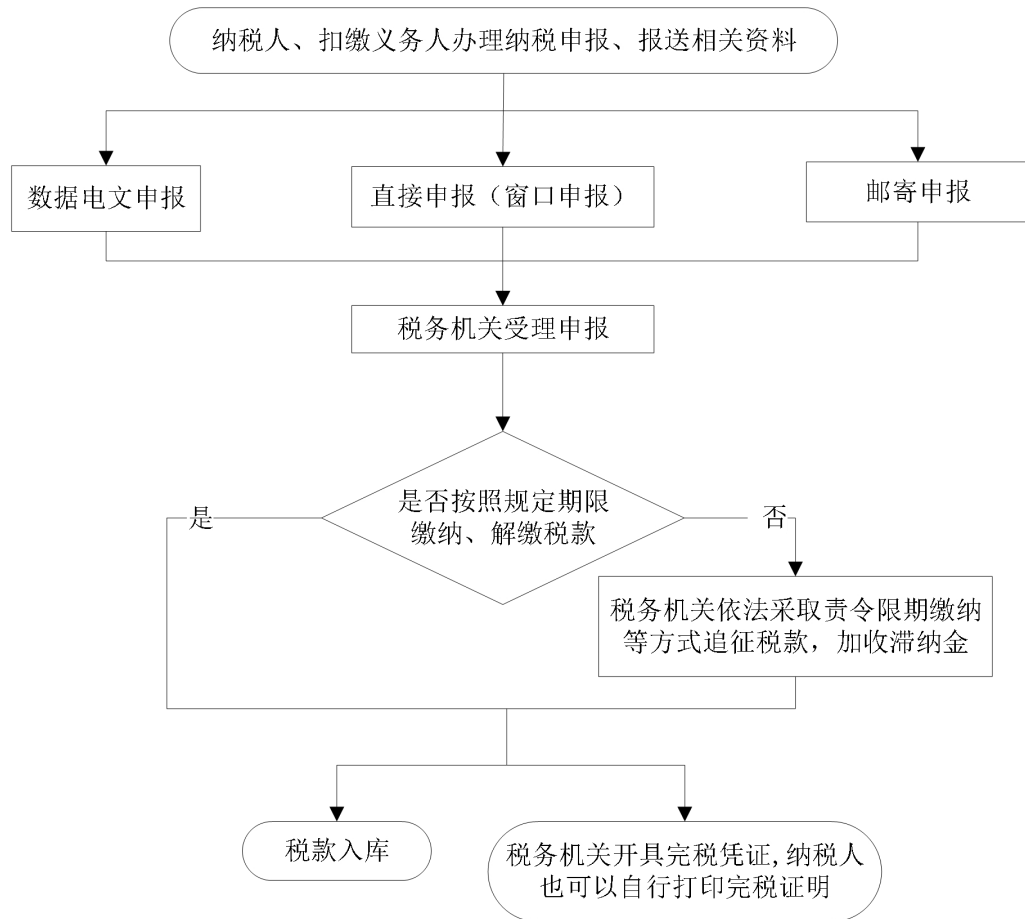 纳税人、扣缴义务人办理纳税申报、报送相关资料
数据电文申报
直接申报（窗口申报）
邮寄申报
税务机关受理申报
是否按照规定期限
缴纳、解缴税款
是
否
税务机关依法采取责令限期缴纳
等方式追征税款，加收滞纳金
税款入库
税务机关开具完税凭证,纳税人
也可以自行打印完税证明